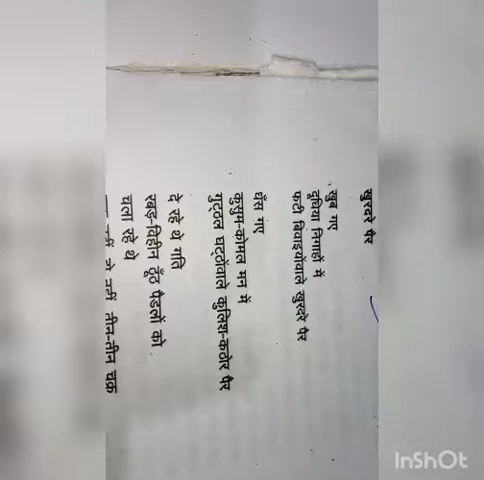 खुरदरे पैर
खुब गए
दूधिया निगाहों में
फटी बिवाइयोंवाले खुरदरे पैर
धँस गए
कुसुम-कोमल मन में
गुट्ठल घट्ठोंवाले कुलिश-कठोर पैर
दे रहे थे गति
रबड़-विहीन ठूँठ पैडलों को
चला रहे थे
तीन-तीन चक्र
InShOt